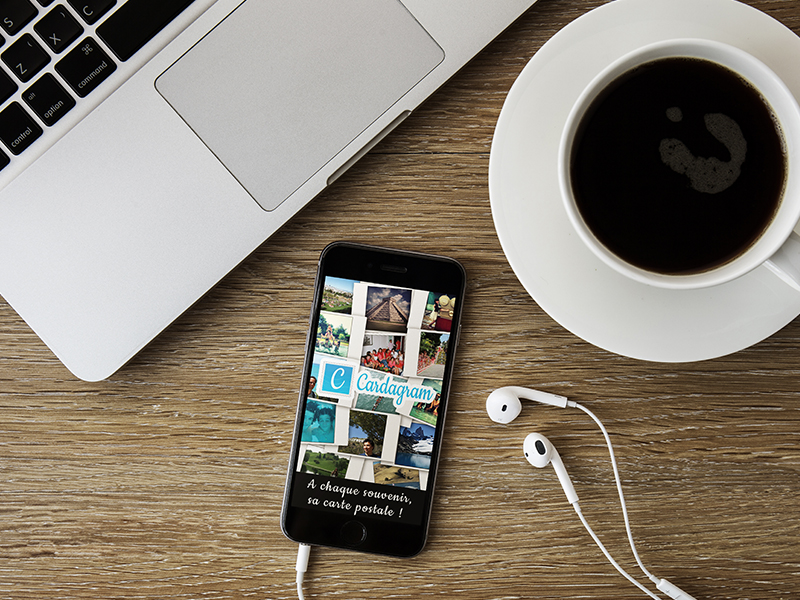 S
Z
X
C
⌘
command
alt
option
control
C
Cardagram
A chaque souvenir,
sa carte postale !